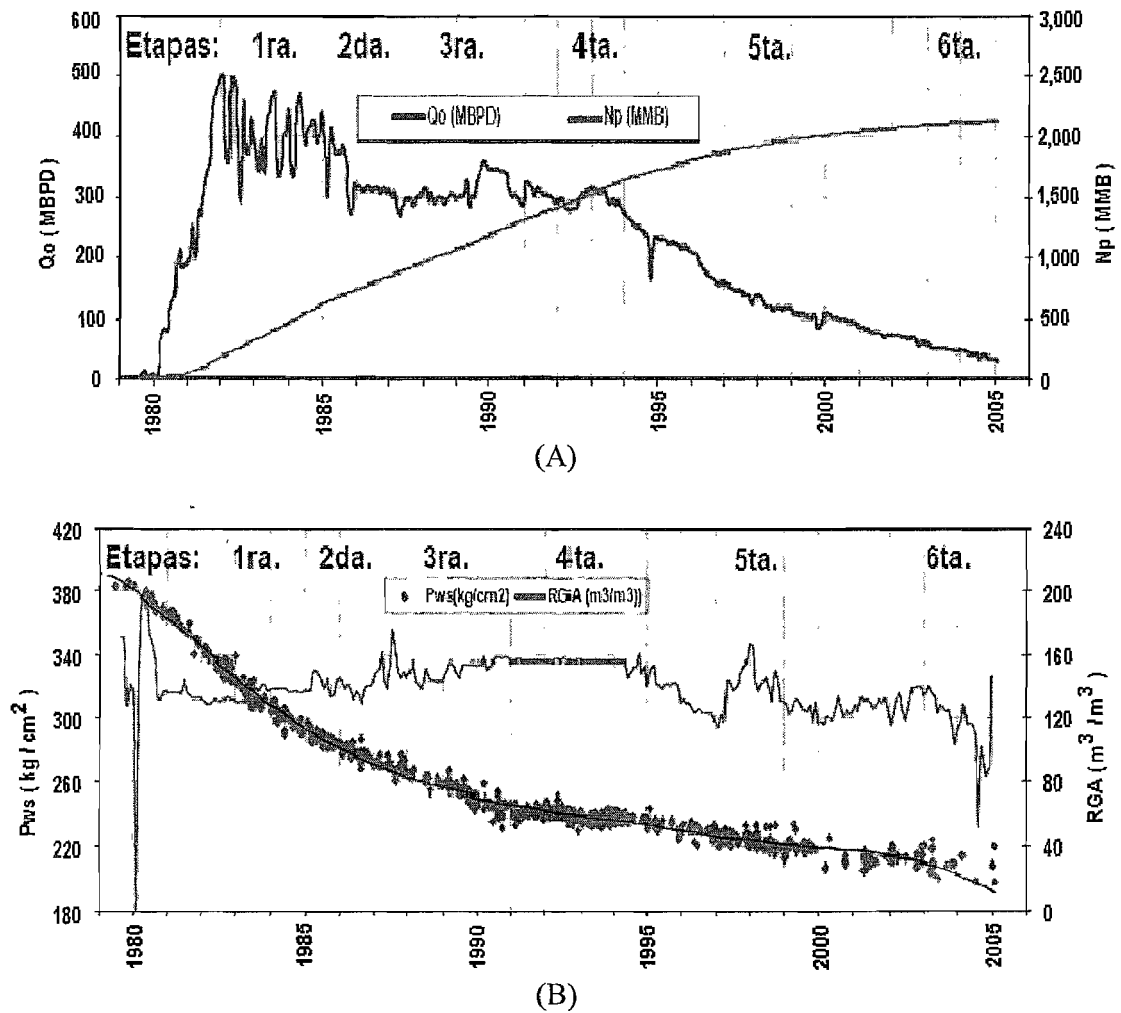 600 3,000
Etapas: 1ra. 2da. 3ra. 4ta. 5ta. 6ta.
500 2,500
Qo (MBPD) Np (MMB)
400 2,000
300 1,500
200 1,000
100 500
0 0
Qo ( MBPD)
Np ( MMB)
1980 1985 1990 1995 2000 2005
(A)
420 240
Etapas: 1ra. 2da. 3ra. 4ta. 5ta. 6ta.
380 200
Pws(kg/cm2) RGA (m3/m3))
340 160
300 120
260 80
220 40
180 0
Pws ( kg / cm²)
RGA ( m³ /m³ )
1980 1985 1990 1995 2000 2005
(B)